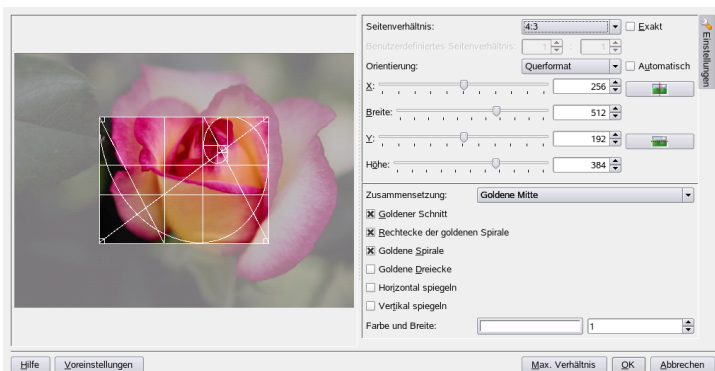 Seitenverhältnis: 4:3 Exakt
Benutzerdefiniertes Seitenverhältnis: 1 : 1
Orientierung: Querformat Automatisch
X: 256
Breite: 512
Y: 192
Höhe: 384
Einstellungen
Zusammensetzung: Goldene Mitte
Goldener Schnitt
Rechtecke der goldenen Spirale
Goldene Spirale
Goldene Dreiecke
Horizontal spiegeln
Vertikal spiegeln
Farbe und Breite: 1
Hilfe Voreinstellungen Max. Verhältnis OK Abbrechen